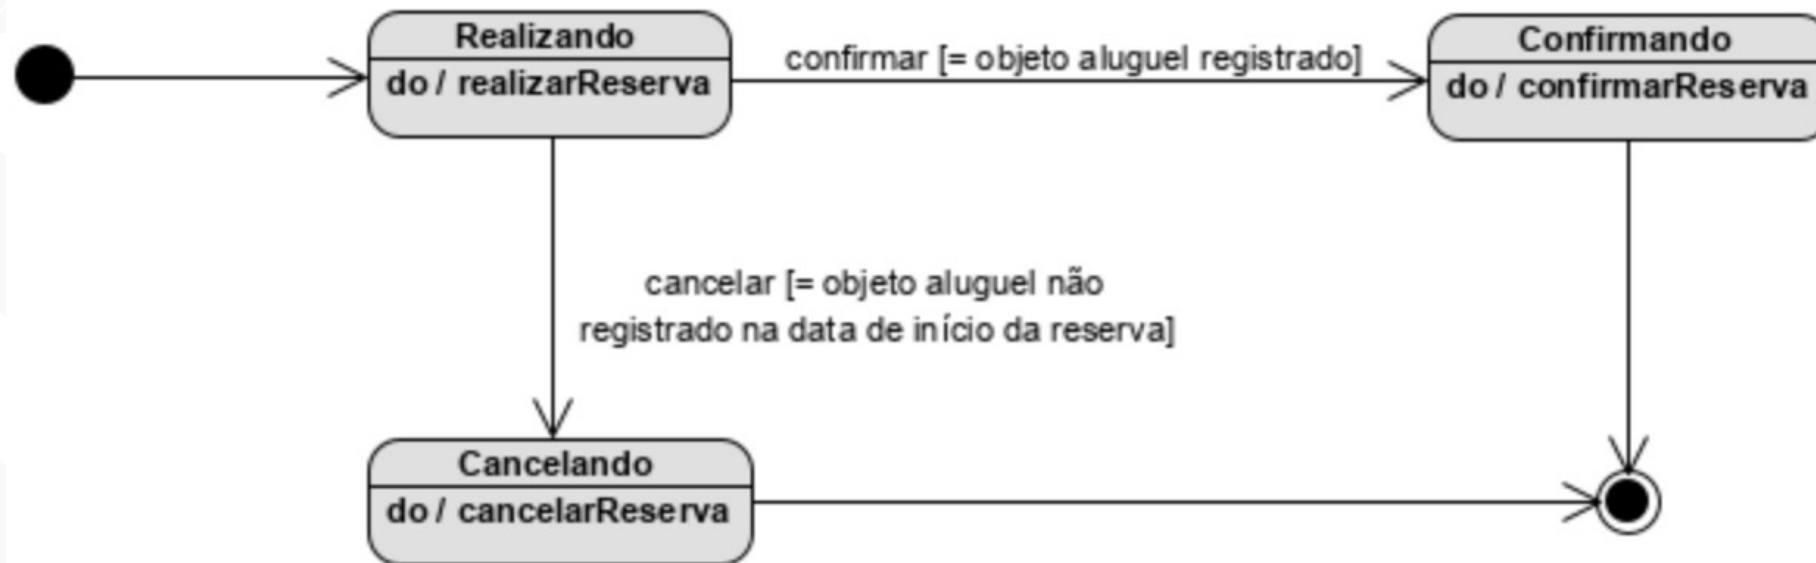 Realizando
do / realizarReserva
confirmar [= objeto aluguel registrado]
Confirmando
do / confirmarReserva
cancelar [= objeto aluguel não
registrado na data de início da reserva]
Cancelando
do / cancelarReserva